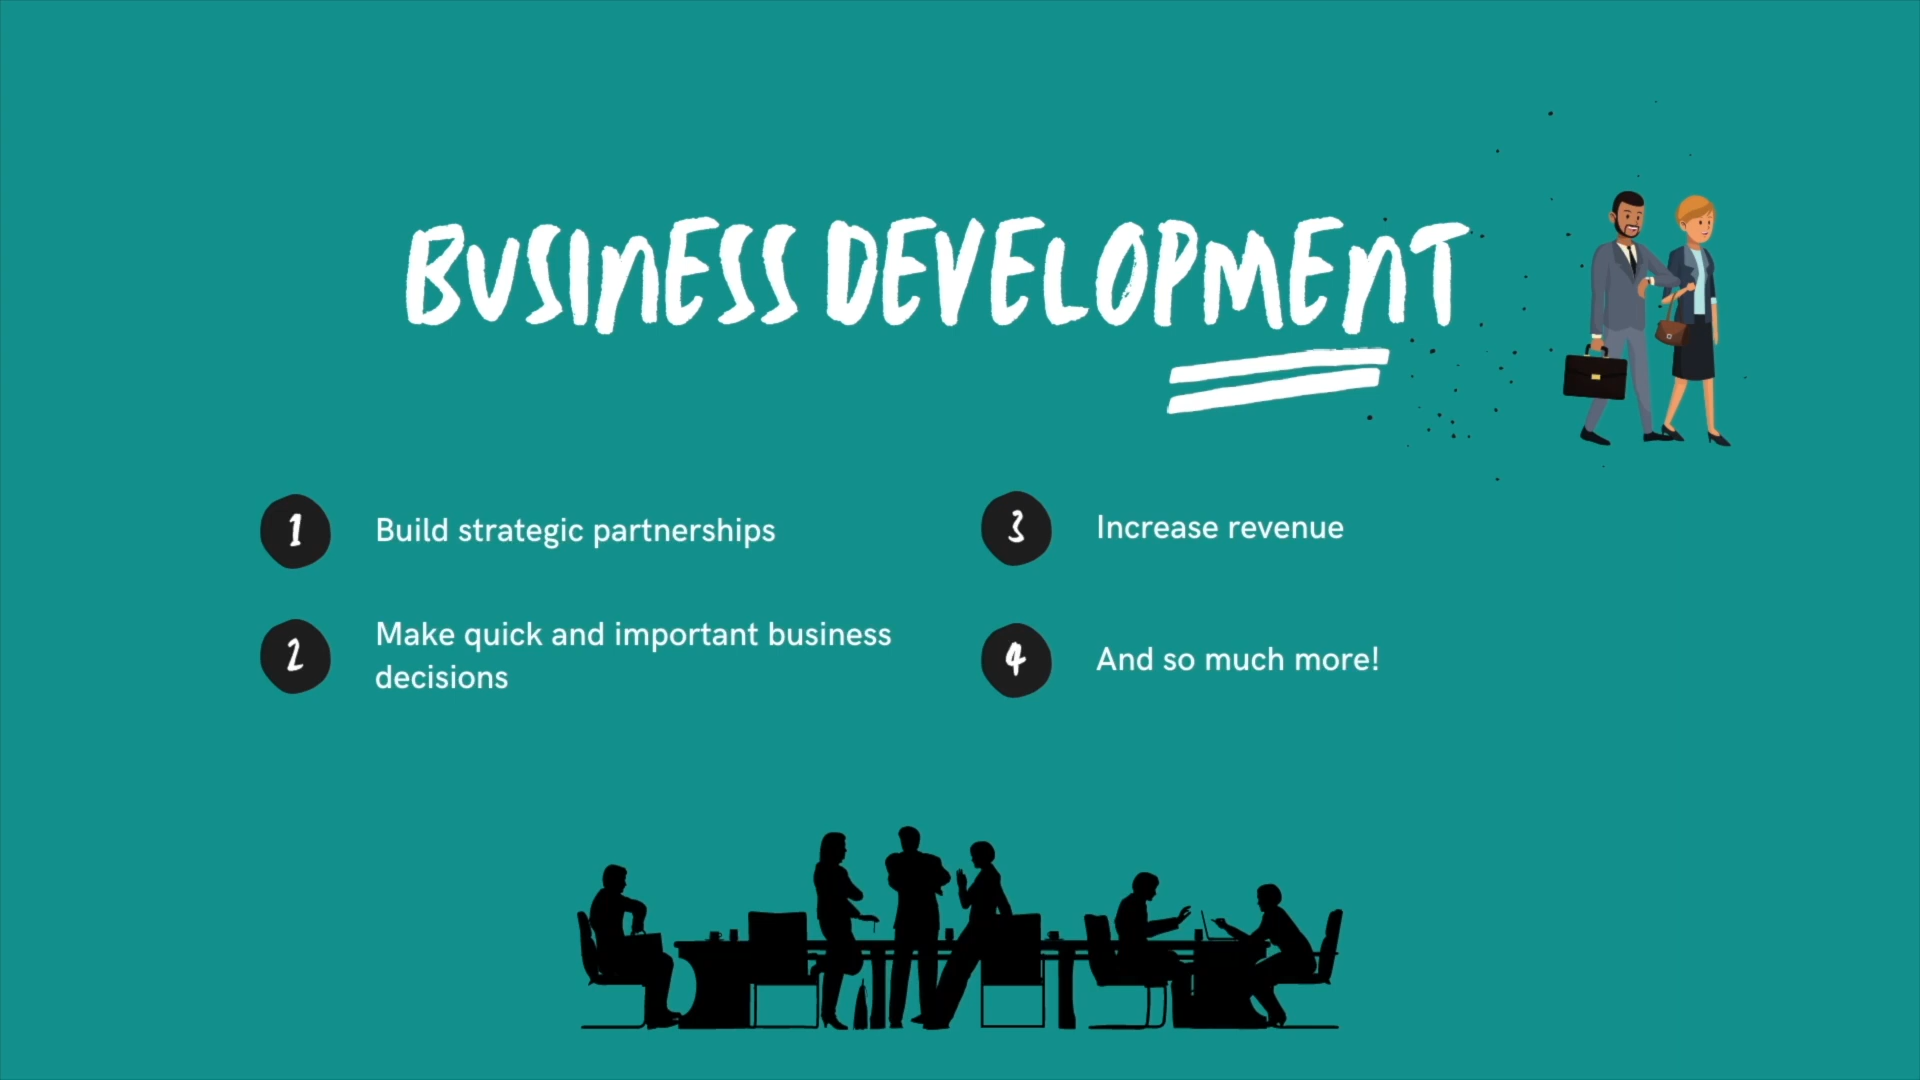 BUSINESS DEVELOPMENT
1 Build strategic partnerships
2 Make quick and important business
decisions
3 Increase revenue
4 And so much more!